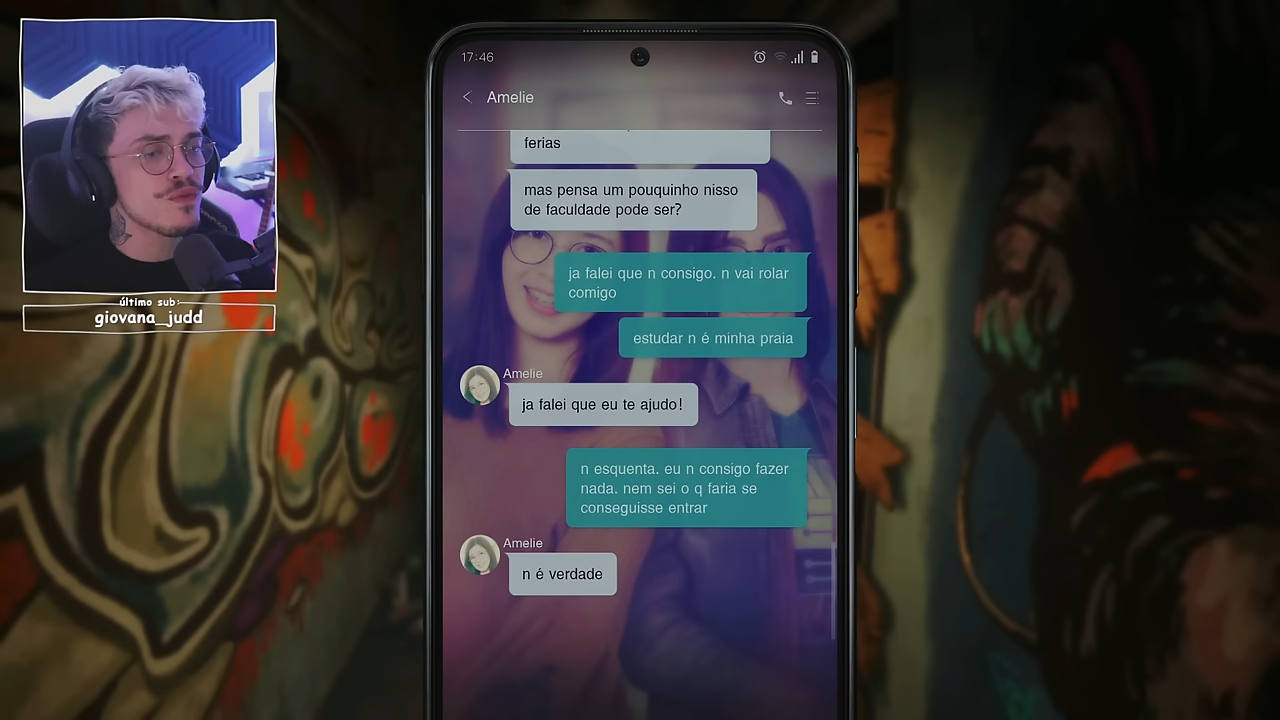 17:46
Amelie
ferias
mas pensa um pouquinho nisso
de faculdade pode ser?
ja falei que n consigo. n vai rolar
comigo
estudar n é minha praia
Amelie
ja falei que eu te ajudo!
n esquenta. eu n consigo fazer
nada. nem sei o q faria se
conseguisse entrar
Amelie
n é verdade
último sub:
giovana_judd